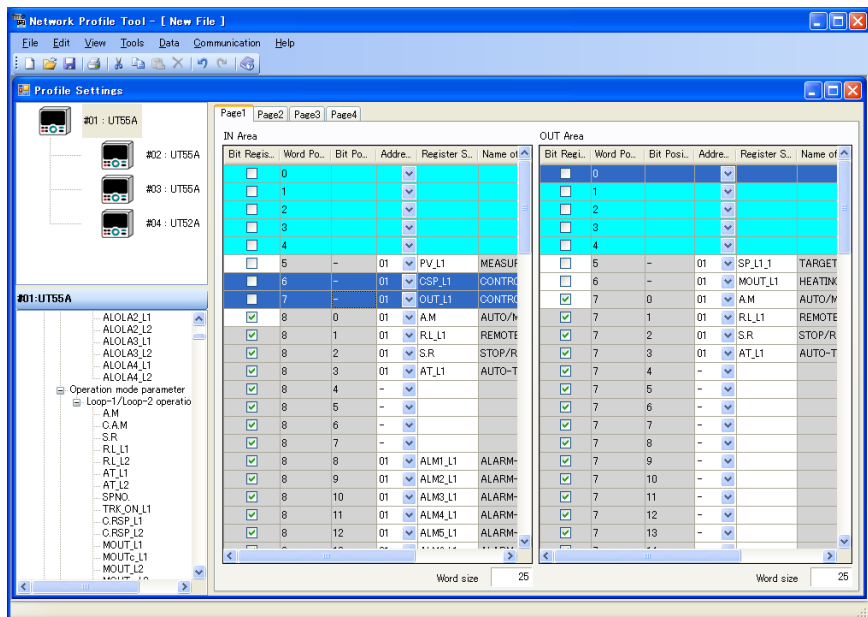 Network Profile Tool - [ New File ]
File Edit View Tools Data Communication Help
Profile Settings
#01 : UT55A
#02 : UT55A
#03 : UT55A
#04 : UT52A
#01:UT55A
ALOLA2_L1
ALOLA2_L2
ALOLA3_L1
ALOLA3_L2
ALOLA4_L1
ALOLA4_L2
Operation mode parameter
Loop-1/Loop-2 operatio
A.M
C.A.M
S.R
R.L_L1
R.L_L2
AT_L1
AT_L2
SPNO.
TRK_ON_L1
C.RSP_L1
C.RSP_L2
MOUT_L1
MOUTc_L1
MOUT_L2
Page1 Page2 Page3 Page4
IN Area
Bit Regis... Word Po... Bit Po... Addre... Register S... Name of
0
1
2
3
4
5 - 01 PV_L1 MEASUR
6 - 01 CSP_L1 CONTRO
7 - 01 OUT_L1 CONTRO
8 0 01 A.M AUTO/M
8 1 01 R.L_L1 REMOTE
8 2 01 S.R STOP/R
8 3 01 AT_L1 AUTO-T
8 4 -
8 5 -
8 6 -
8 7 -
8 8 01 ALM1_L1 ALARM-
8 9 01 ALM2_L1 ALARM-
8 10 01 ALM3_L1 ALARM-
8 11 01 ALM4_L1 ALARM-
8 12 01 ALM5_L1 ALARM-
Word size 25
OUT Area
Bit Regi... Word Po... Bit Posi... Addre... Register S... Name of
0
1
2
3
4
5 - 01 SP_L1_1 TARGET
6 - 01 MOUT_L1 HEATING
7 0 01 A.M AUTO/M
7 1 01 R.L_L1 REMOTE
7 2 01 S.R STOP/R
7 3 01 AT_L1 AUTO-T
7 4 -
7 5 -
7 6 -
7 7 -
7 8 -
7 9 -
7 10 -
7 11 -
7 12 -
7 13 -
Word size 25